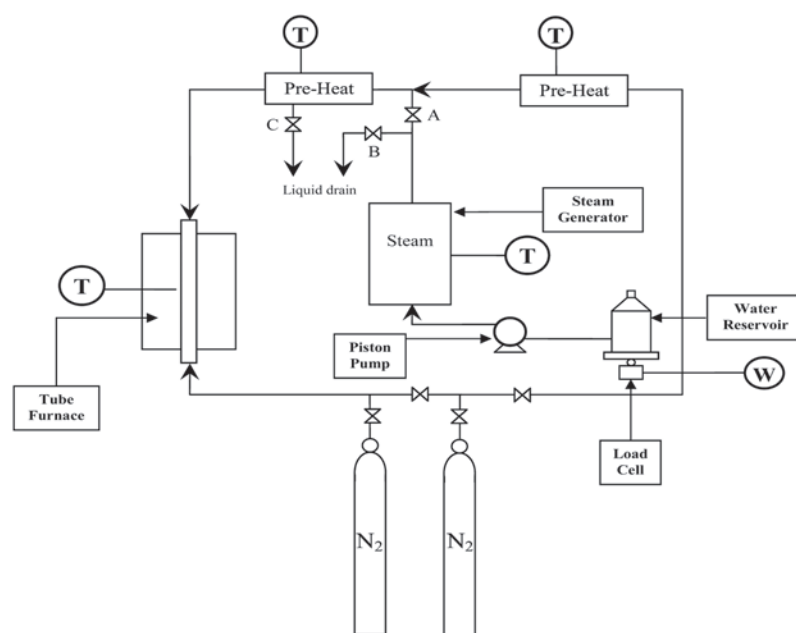 T
T
Pre-Heat
Pre-Heat
C
A
B
Liquid drain
Steam
Generator
Steam
T
T
Water
Reservoir
Piston
Pump
W
Tube
Furnace
Load
Cell
N₂
N₂